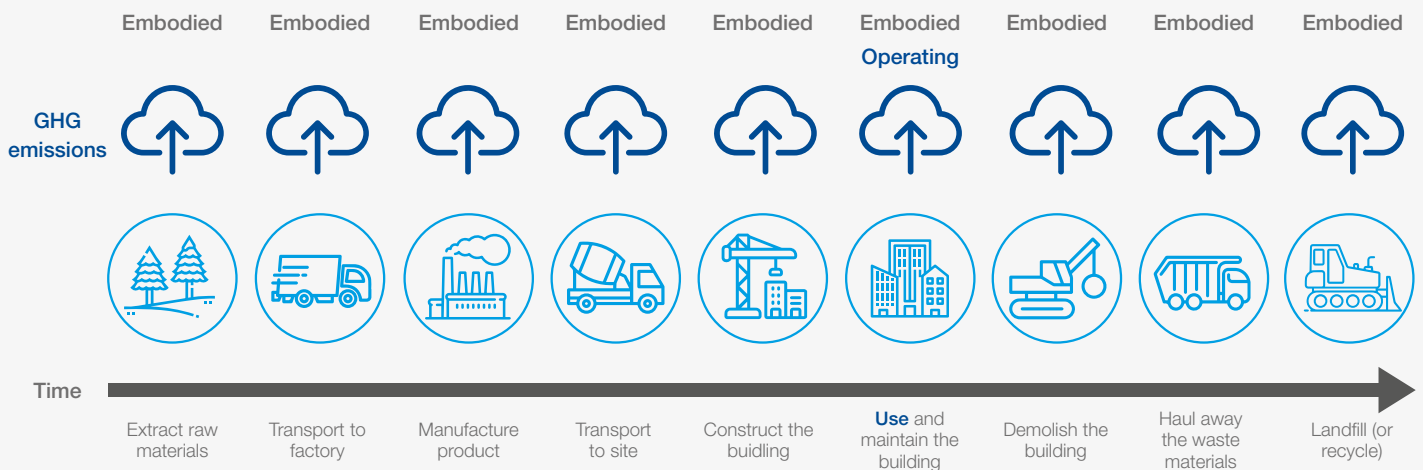 Embodied Embodied Embodied Embodied Embodied Embodied Embodied Embodied Embodied
Operating
GHG
emissions
Time
Extract raw
materials
Transport to
factory
Manufacture
product
Transport
to site
Construct the
buidling
Use and
maintain the
building
Demolish the
building
Haul away
the waste
materials
Landfill (or
recycle)